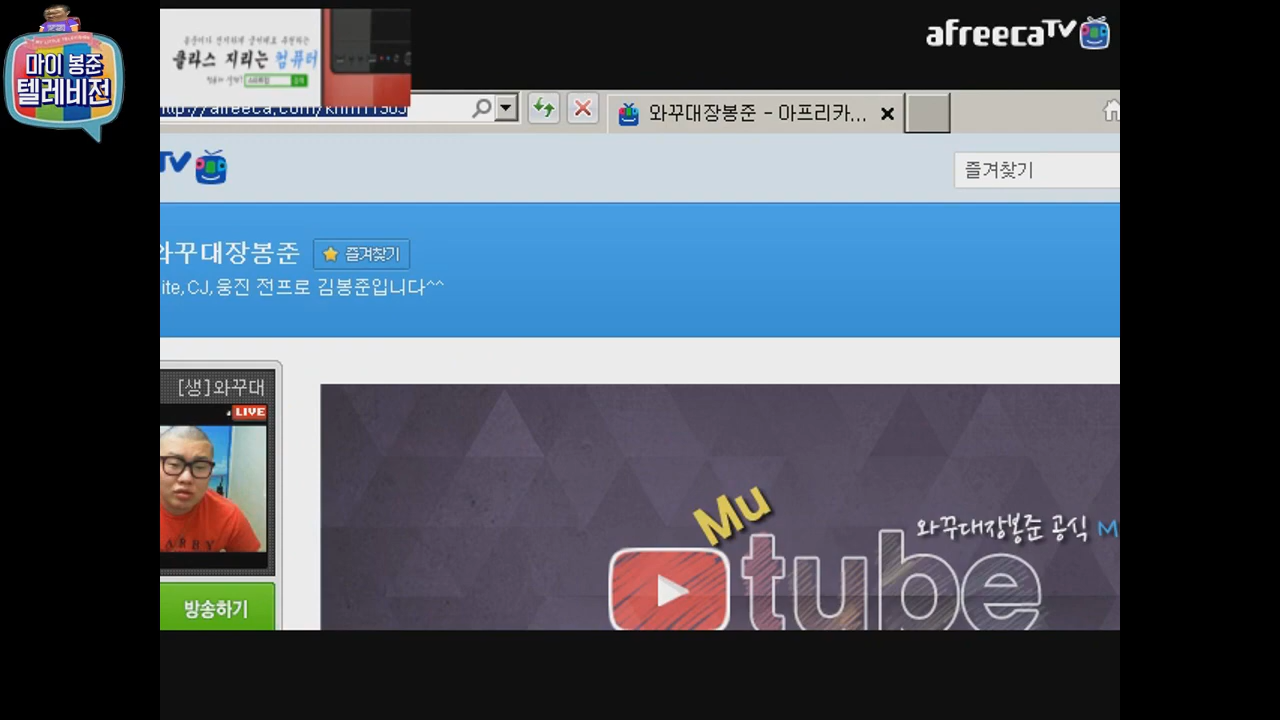 afreecaTV
마이 봉준
텔레비전
클라스 지리는 컴퓨터
와꾸대장봉준 - 아프리카...
TV
즐겨찾기
와꾸대장봉준
즐겨찾기
ite,CJ,웅진 전프로 김봉준입니다^^
[생]와꾸대
LIVE
방송하기
Mu
tube
와꾸대장봉준 공식 M